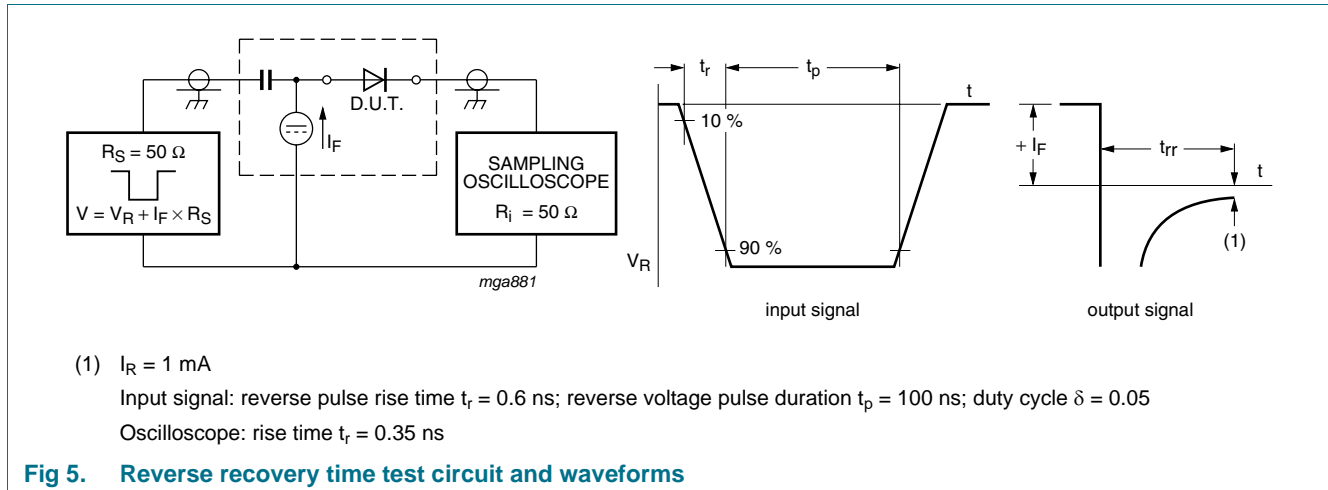 D.U.T.
I_F
R_S = 50 Ω
V = V_R + I_F × R_S
SAMPLING
OSCILLOSCOPE
R_i = 50 Ω
mga881
t_r
t_p
t
10 %
90 %
V_R
input signal
+ I_F
t_rr
t
(1)
output signal
(1) I_R = 1 mA
Input signal: reverse pulse rise time t_r = 0.6 ns; reverse voltage pulse duration t_p = 100 ns; duty cycle δ = 0.05
Oscilloscope: rise time t_r = 0.35 ns
Fig 5. Reverse recovery time test circuit and waveforms